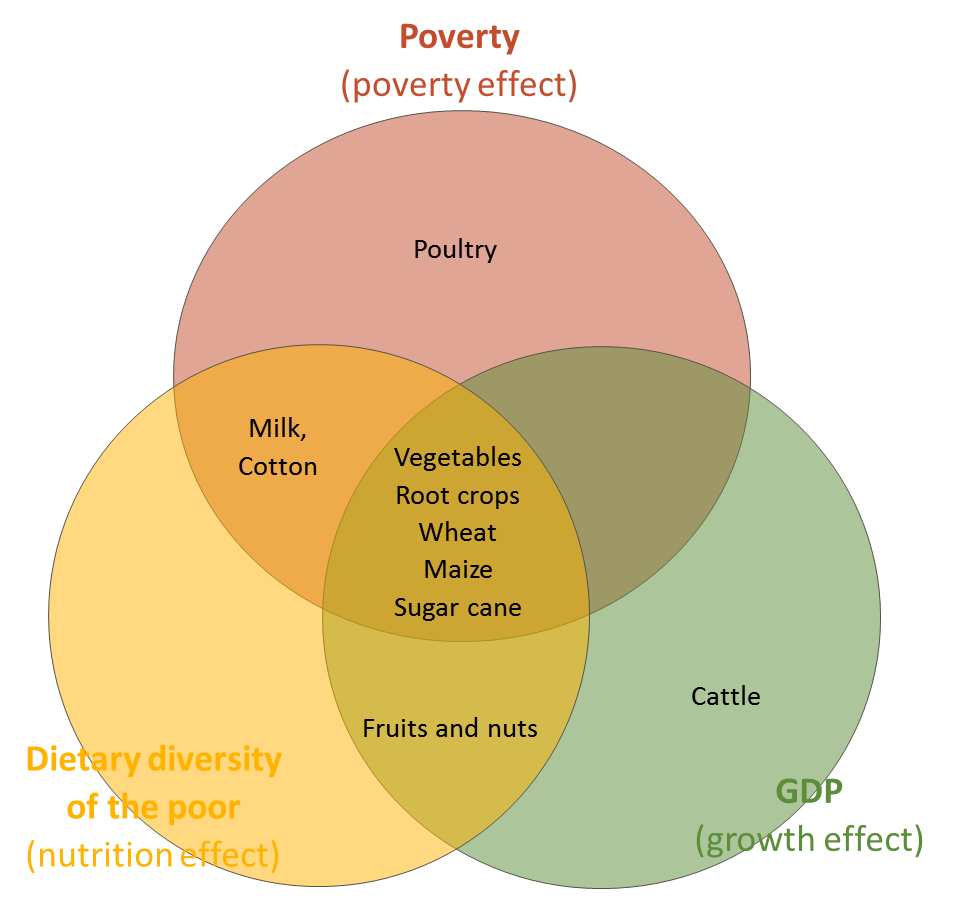 Poverty
(poverty effect)
Poultry
Milk,
Cotton
Vegetables
Root crops
Wheat
Maize
Sugar cane
Cattle
Fruits and nuts
Dietary diversity
of the poor
(nutrition effect)
GDP
(growth effect)